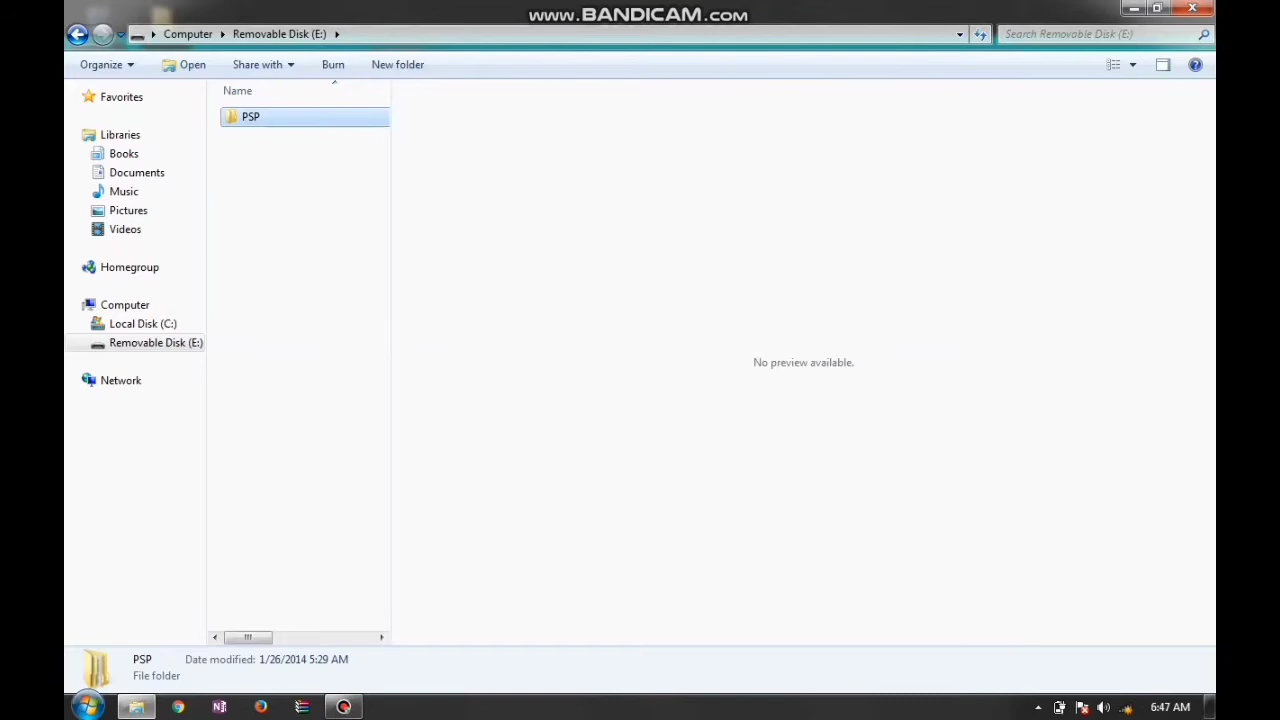 www.BANDICAM.com
Computer Removable Disk (E:)
Search Removable Disk (E:)
Organize Open Share with Burn New folder
Name
PSP
Favorites
Libraries
Books
Documents
Music
Pictures
Videos
Homegroup
Computer
Local Disk (C:)
Removable Disk (E:)
Network
No preview available.
PSP Date modified: 1/26/2014 5:29 AM
File folder
6:47 AM